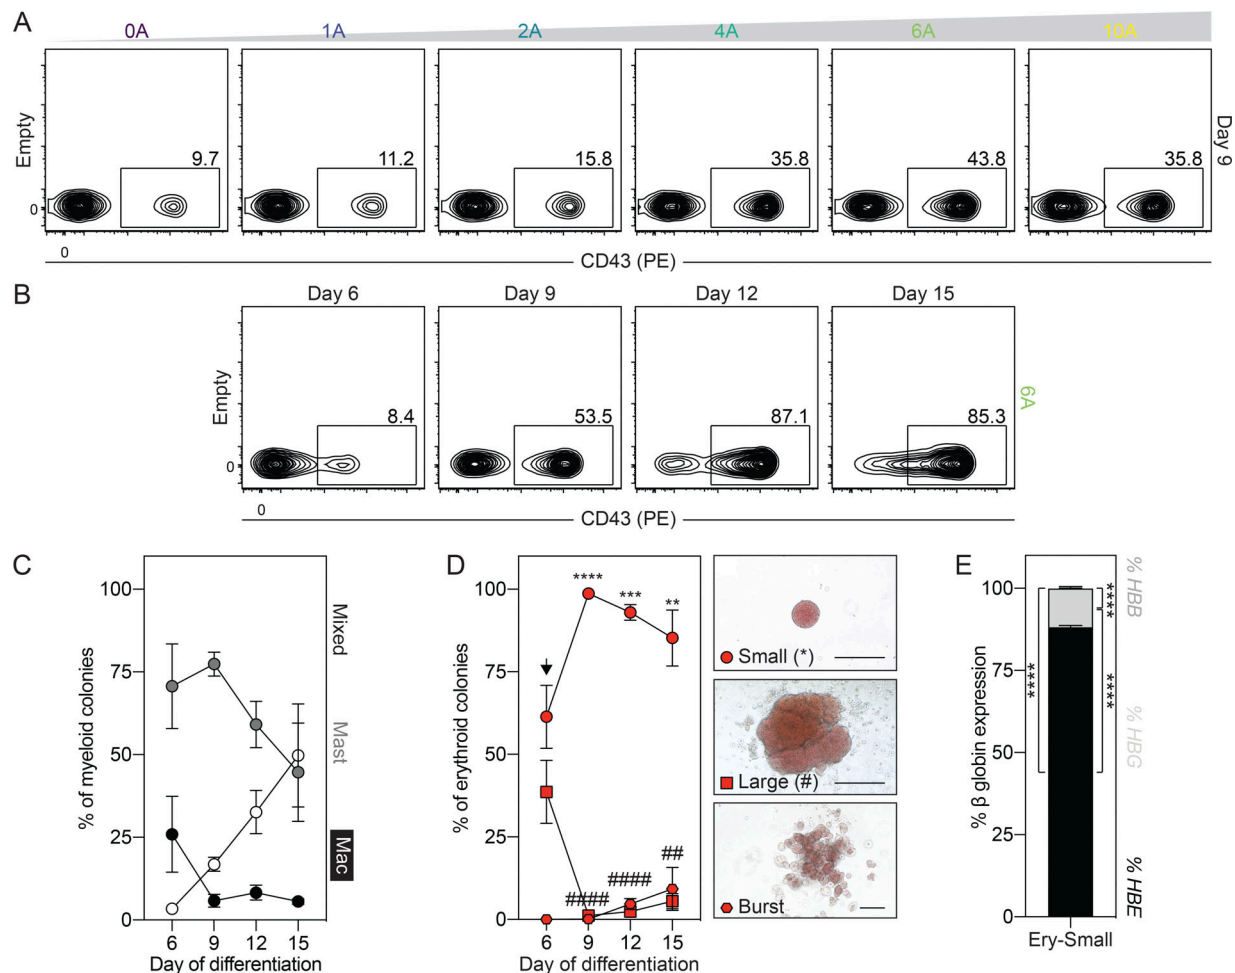 A
0A 1A 2A 4A 6A 10A
Empty
9.7 11.2 15.8 35.8 43.8 35.8
Day 9
0
0
CD43 (PE)
B
Day 6 Day 9 Day 12 Day 15
Empty
8.4 53.5 87.1 85.3
6A
0
0
CD43 (PE)
C
% of myeloid colonies
100
75
50
25
0
6 9 12 15
Day of differentiation
Mixed
Mast
Mac
D
% of erythroid colonies
100
75
50
25
0
**** *** **
#### #### ##
6 9 12 15
Day of differentiation
Small (*)
Large (#)
Burst
E
% β globin expression
100
75
50
25
0
****
****
****
Ery-Small
% HBB
% HBG
% HBE